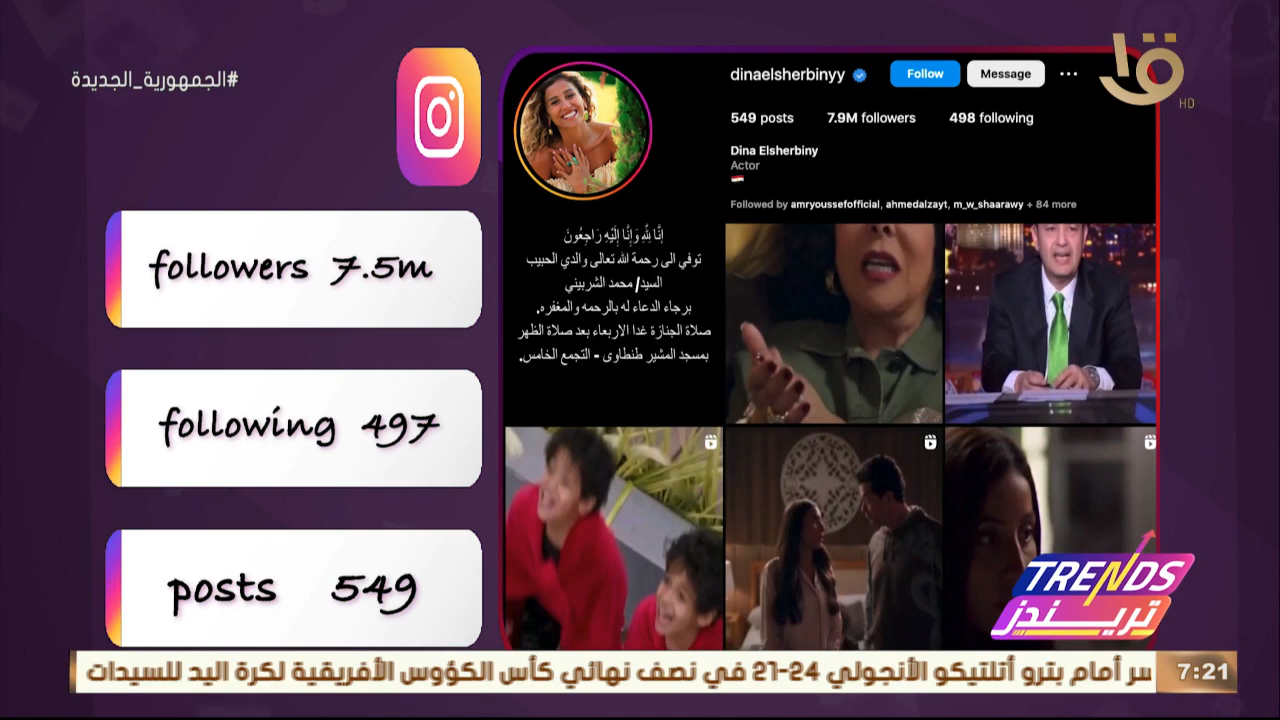 #الجمهورية_الجديدة
HD
dinaelsherbinyy
Follow
Message
549 posts 7.9M followers 498 following
Dina Elsherbiny
Actor
Followed by amryoussefofficial, ahmedalzayt, m_w_shaarawy + 84 more
followers 7.5m
following 497
posts 549
إنَّا لِلَّهِ وَإِنَّا إِلَيْهِ رَاجِعُونَ
توفي الى رحمة الله تعالى والدي الحبيب
السيد/ محمد الشربيني
برجاء الدعاء له بالرحمه والمغفره.
صلاة الجنازة غدا الاربعاء بعد صلاة الظهر
بمسجد المشير طنطاوى - التجمع الخامس.
TRENDS
تريندز
سر أمام بترو أتلتيكو الأنجولي 24-21 في نصف نهائي كأس الكؤوس الأفريقية لكرة اليد للسيدات
7:21